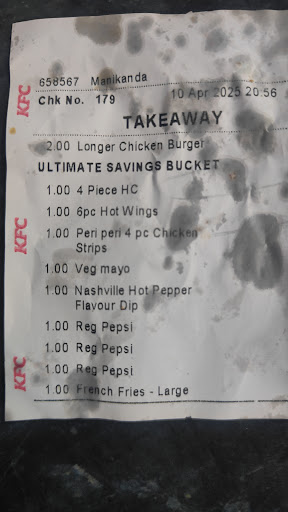 658567 Manikanda
Chk No. 179 10 Apr 2025 20:56
TAKEAWAY
2.00 Longer Chicken Burger
ULTIMATE SAVINGS BUCKET
1.00 4 Piece HC
1.00 6pc Hot Wings
1.00 Peri peri 4 pc Chicken
Strips
1.00 Veg mayo
1.00 Nashville Hot Pepper
Flavour Dip
1.00 Reg Pepsi
1.00 Reg Pepsi
1.00 Reg Pepsi
1.00 French Fries - Large
KFC
KFC
KFC